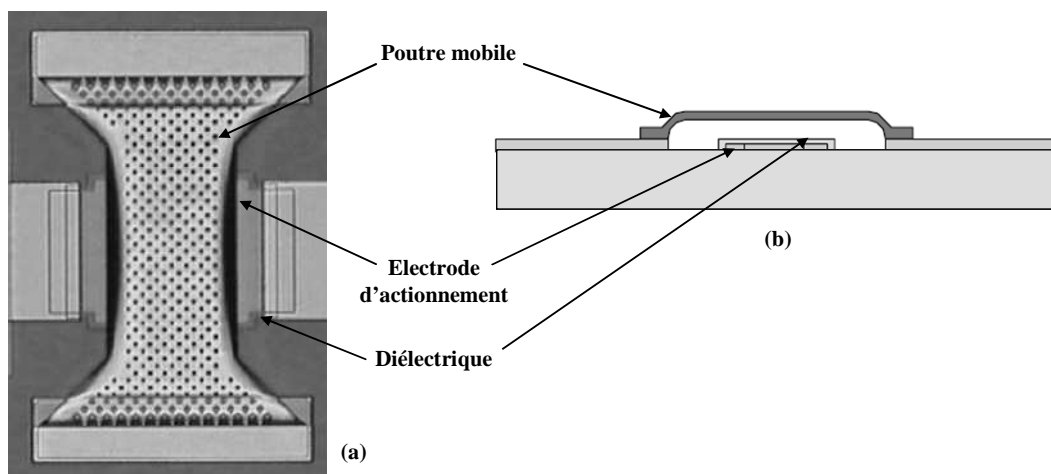 Poutre mobile
(b)
Electrode
d'actionnement
Diélectrique
(a)